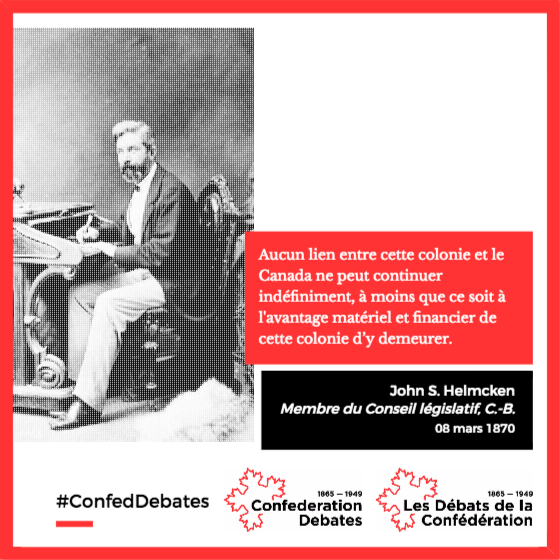 Aucun lien entre cette colonie et le
Canada ne peut continuer
indéfiniment, à moins que ce soit à
l'avantage matériel et financier de
cette colonie d’y demeurer.
John S. Helmcken
Membre du Conseil législatif, C.-B.
08 mars 1870
#ConfedDebates
1865 — 1949
Confederation
Debates
1865 — 1949
Les Débats de la
Confédération